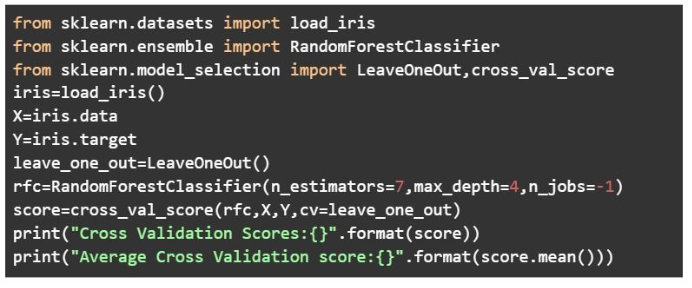 from sklearn.datasets import load_iris
from sklearn.ensemble import RandomForestClassifier
from sklearn.model_selection import LeaveOneOut,cross_val_score
iris=load_iris()
X=iris.data
Y=iris.target
leave_one_out=LeaveOneOut()
rfc=RandomForestClassifier(n_estimators=7,max_depth=4,n_jobs=-1)
score=cross_val_score(rfc,X,Y,cv=leave_one_out)
print("Cross Validation Scores:{}".format(score))
print("Average Cross Validation score:{}".format(score.mean()))